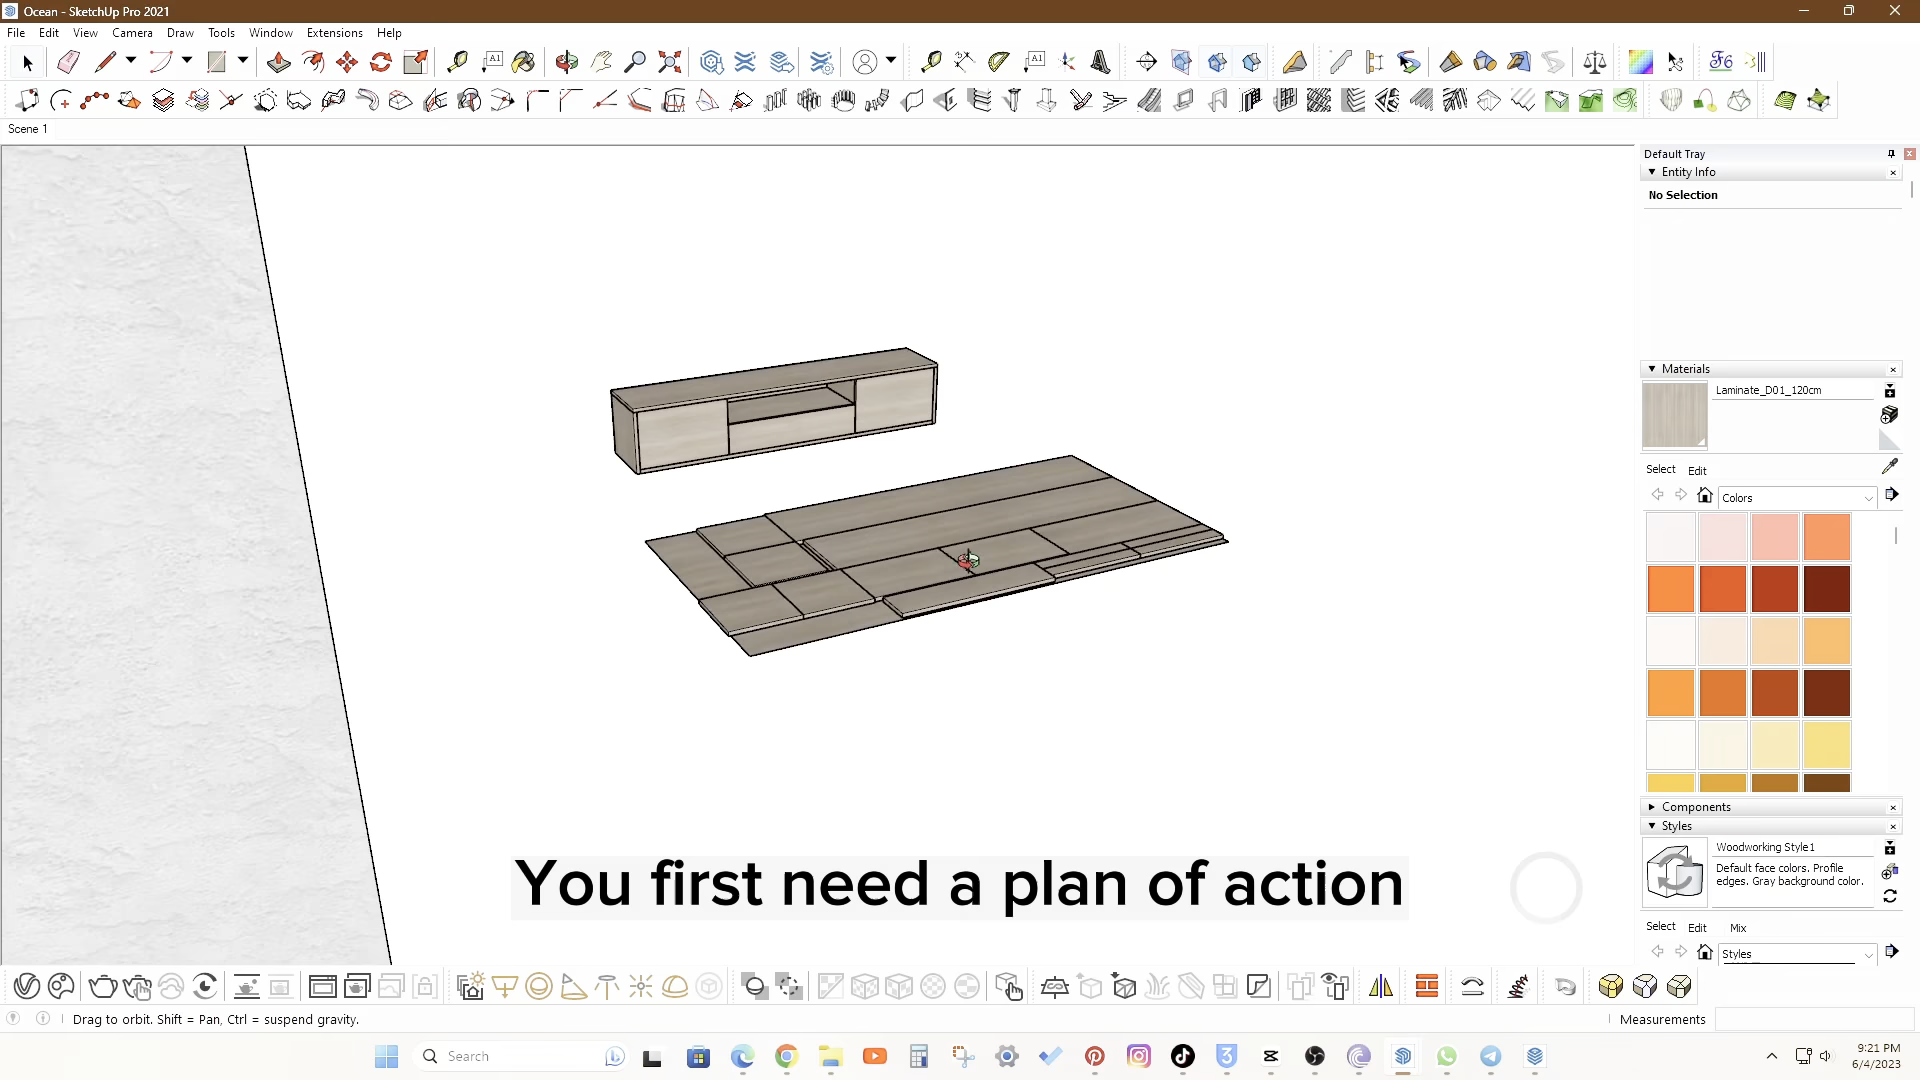 Ocean - SketchUp Pro 2021
File Edit View Camera Draw Tools Window Extensions Help
Scene 1
Default Tray
Entity Info
No Selection
Materials
Laminate_D01_120cm
Select Edit
Colors
Components
Styles
Woodworking Style1
Default face colors. Profile
edges. Gray background color.
Select Edit Mix
Styles
You first need a plan of action
Drag to orbit. Shift = Pan, Ctrl = suspend gravity.
Measurements
Search
9:21 PM
6/4/2023